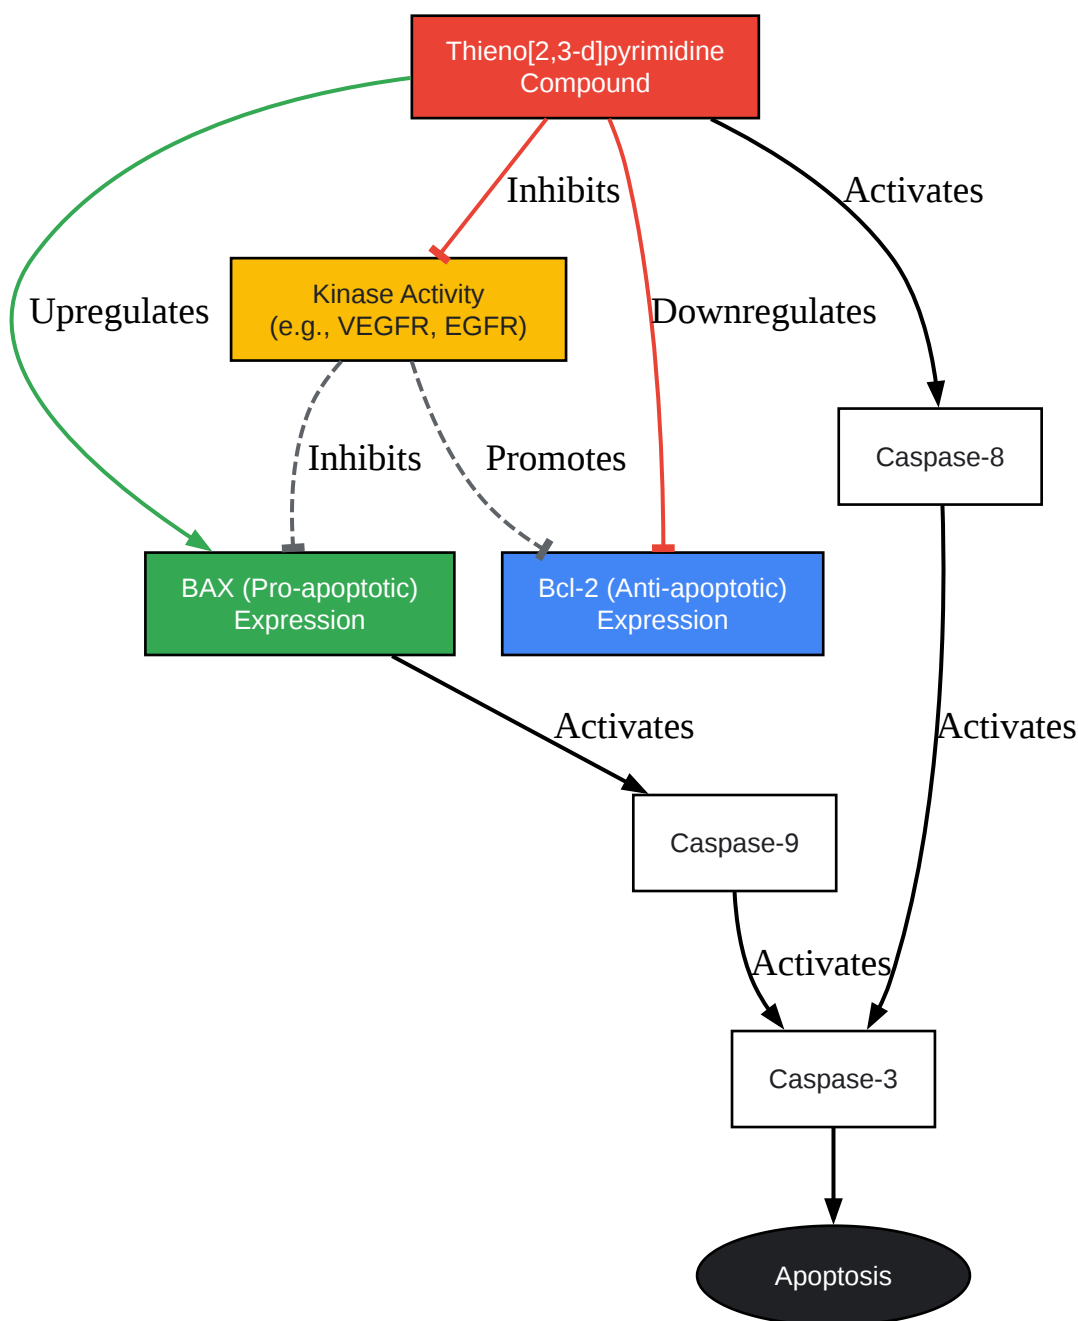 Thieno[2,3-d]pyrimidine
Compound
Inhibits
Activates
Kinase Activity
(e.g., VEGFR, EGFR)
Upregulates
Downregulates
Inhibits
Promotes
Caspase-8
BAX (Pro-apoptotic)
Expression
Bcl-2 (Anti-apoptotic)
Expression
Activates
Activates
Caspase-9
Activates
Caspase-3
Apoptosis